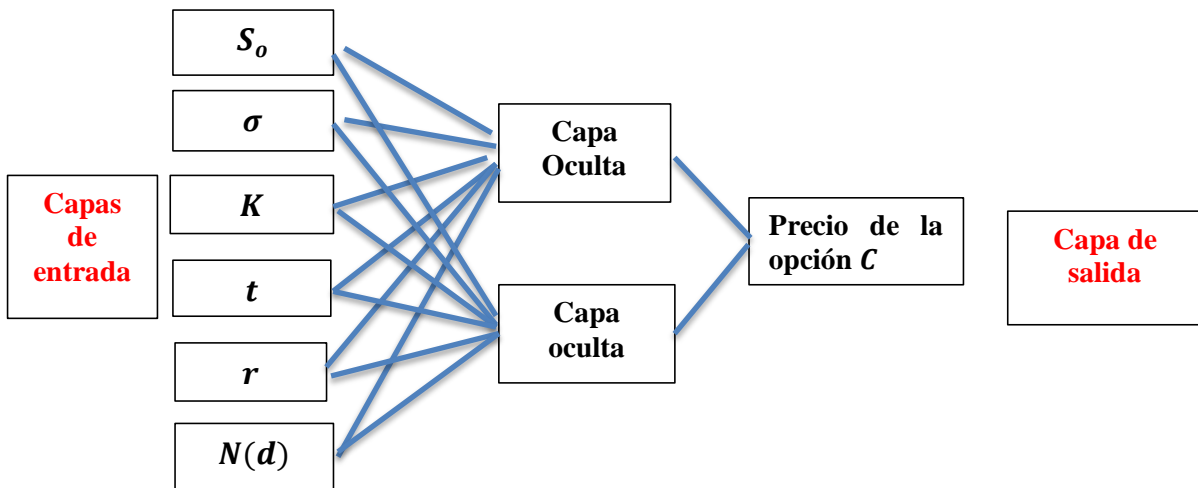 Capas
de
entrada
S_o
σ
K
t
r
N(d)
Capa
Oculta
Capa
oculta
Precio de la
opción C
Capa de
salida